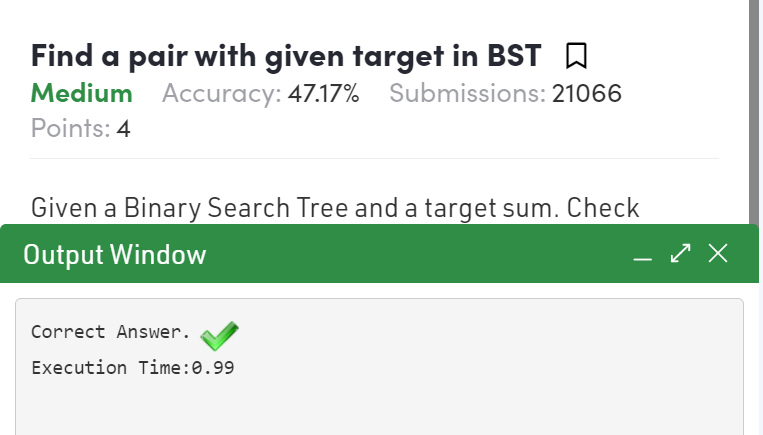 Find a pair with given target in BST
Medium Accuracy: 47.17% Submissions: 21066
Points: 4
Given a Binary Search Tree and a target sum. Check
Output Window
Correct Answer.
Execution Time:0.99